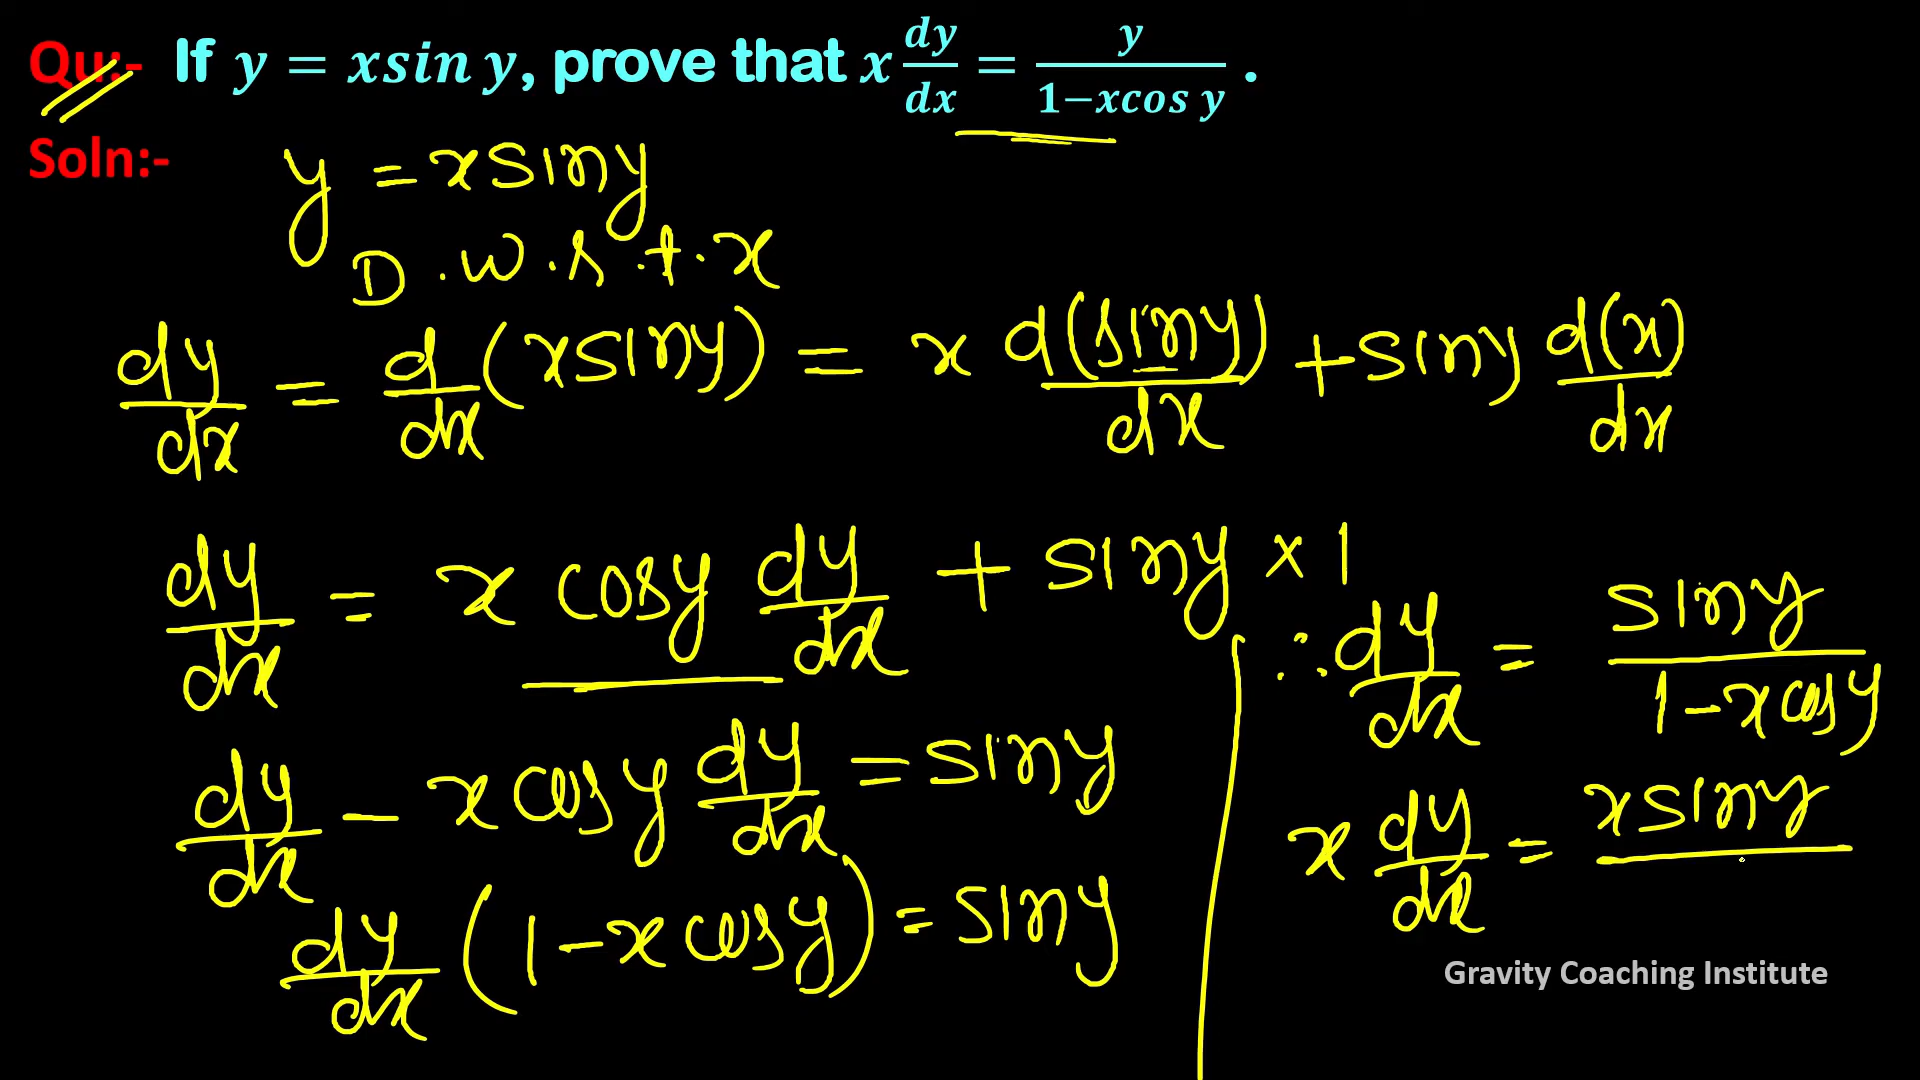 Qu:- If y = xsin y, prove that x dy/dx = y/(1−xcos y) .
Soln:- y = xsiny
D.w.r.t.x
dy/dx = d/dx (xsiny) = x d(siny)/dx + siny d(x)/dx
dy/dx = x cosy dy/dx + siny × 1
dy/dx − x cosy dy/dx = siny
dy/dx (1 − x cosy) = siny
∴ dy/dx = siny/(1−xcosy)
x dy/dx = xsiny/
Gravity Coaching Institute